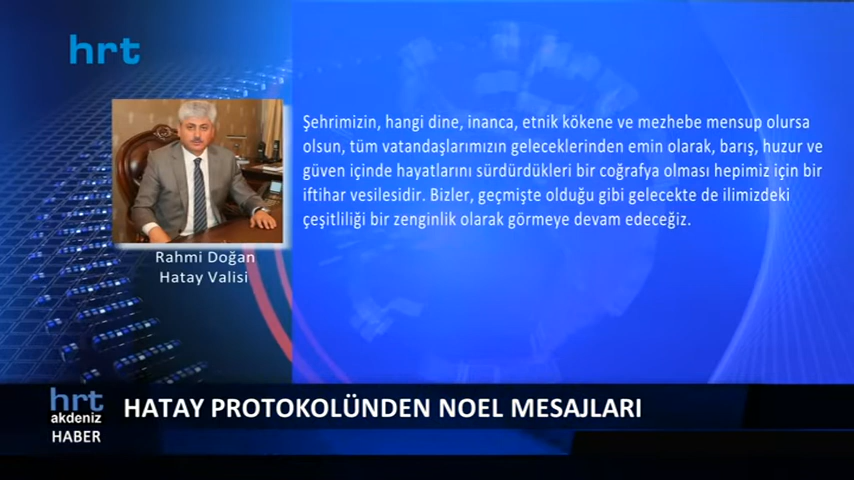 hrt
Şehrimizin, hangi dine, inanca, etnik kökene ve mezhebe mensup olursa
olsun, tüm vatandaşlarımızın geleceklerinden emin olarak, barış, huzur ve
güven içinde hayatlarını sürdürdükleri bir coğrafya olması hepimiz için bir
iftihar vesilesidir. Bizler, geçmişte olduğu gibi gelecekte de ilimizdeki
çeşitliliği bir zenginlik olarak görmeye devam edeceğiz.
Rahmi Doğan
Hatay Valisi
hrt
akdeniz
HABER
HATAY PROTOKOLÜNDEN NOEL MESAJLARI